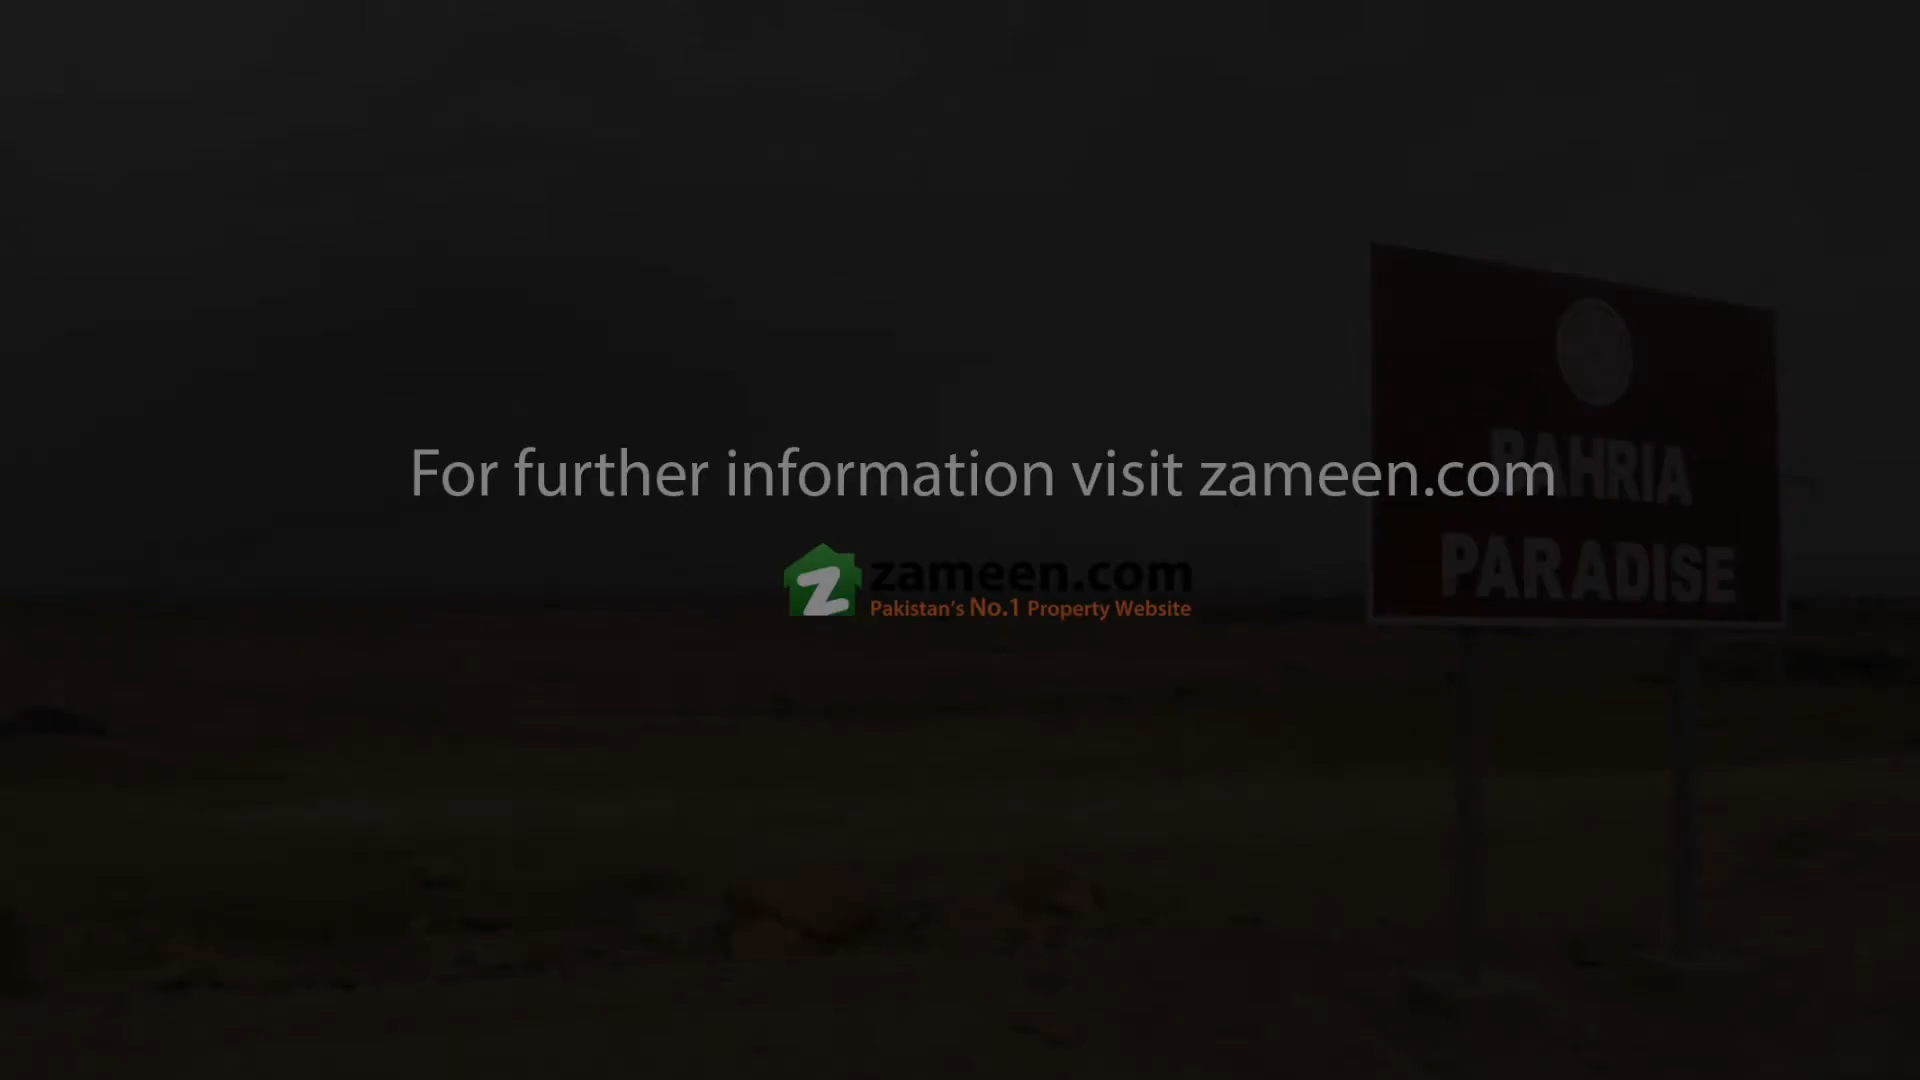 For further information visit zameen.com
zameen.com
Pakistan's No.1 Property Website
BAHRIA
PARADISE